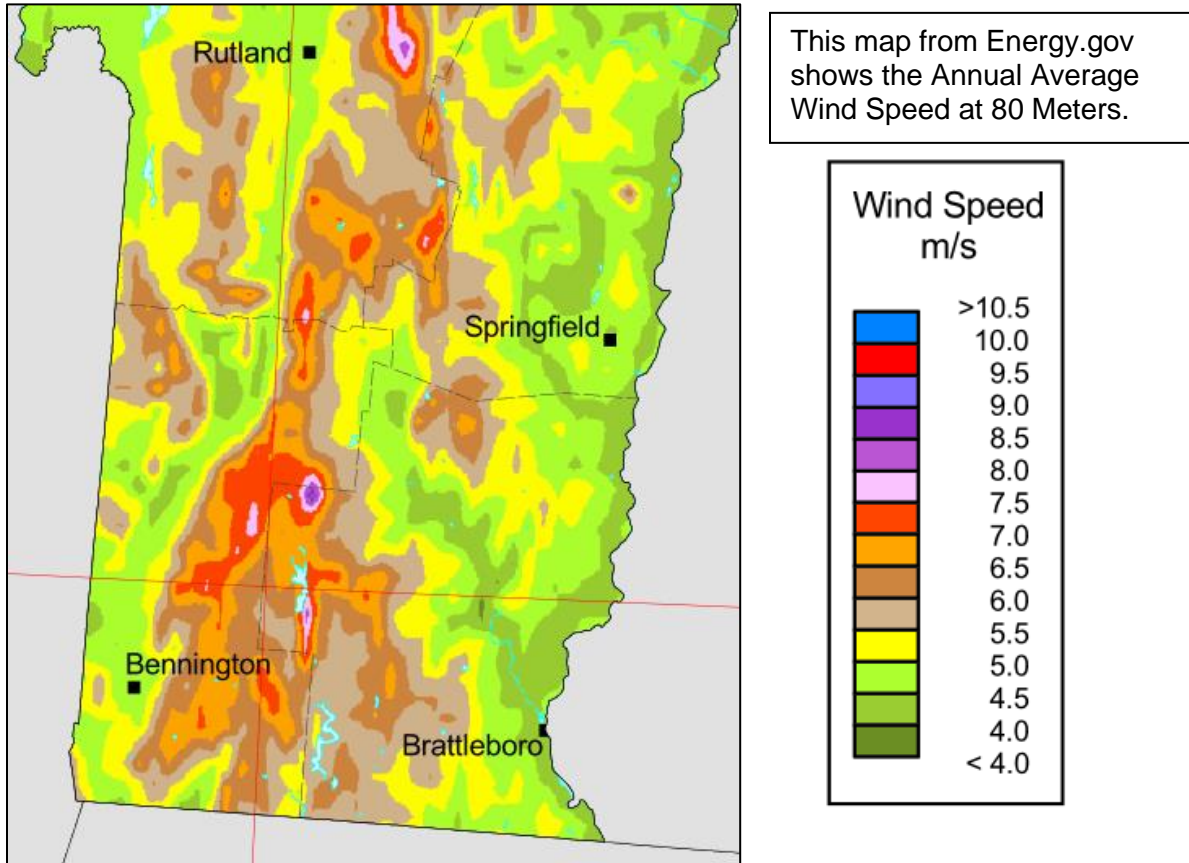 Rutland
Springfield
Bennington
Brattleboro
This map from Energy.gov
shows the Annual Average
Wind Speed at 80 Meters.
Wind Speed
m/s
>10.5
10.0
9.5
9.0
8.5
8.0
7.5
7.0
6.5
6.0
5.5
5.0
4.5
4.0
< 4.0